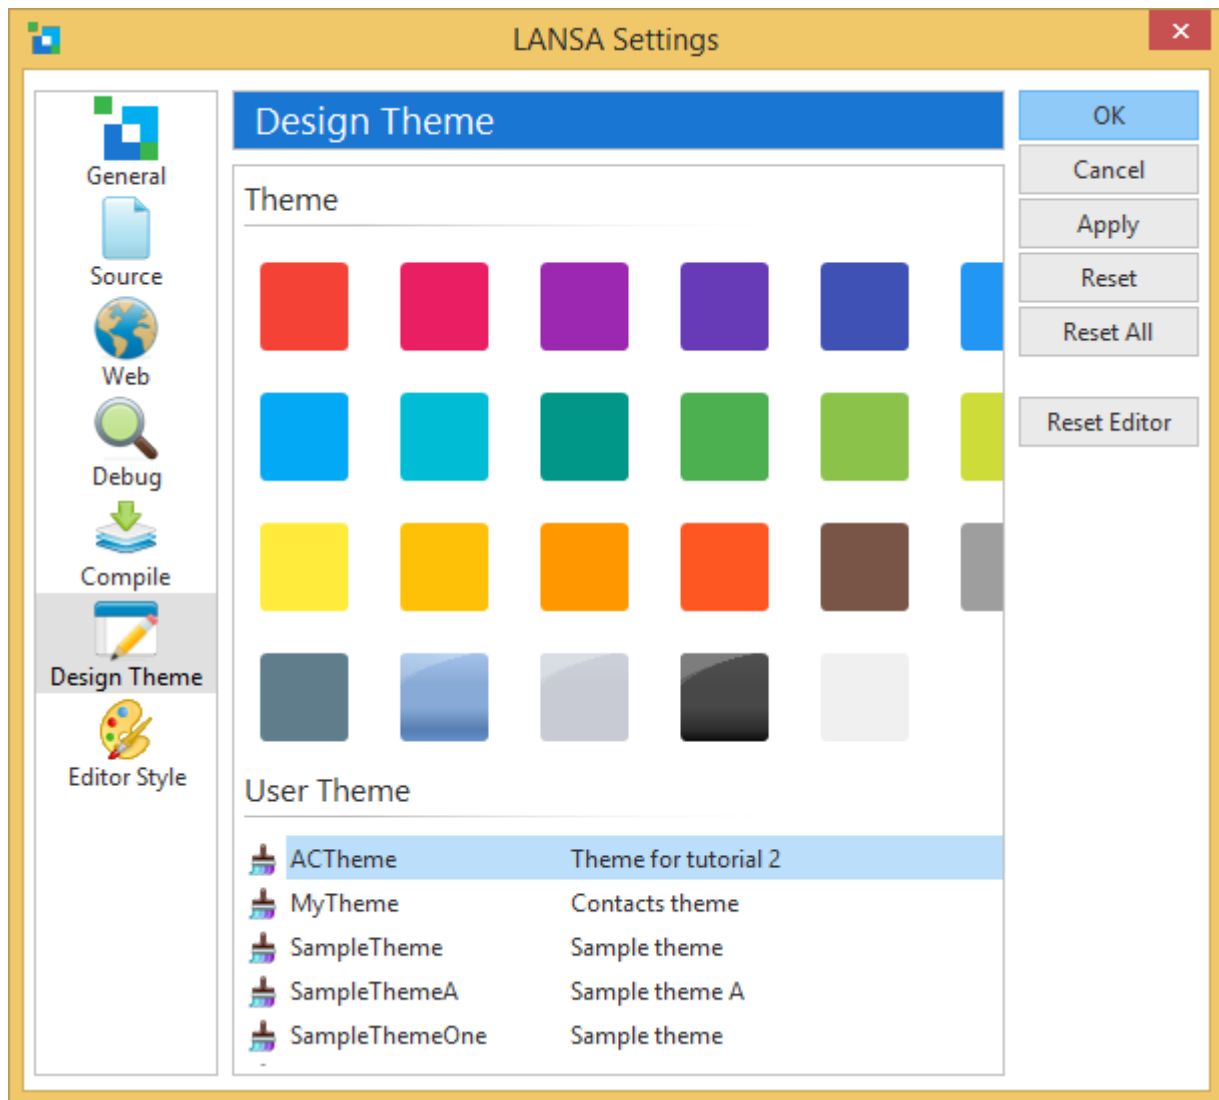 LANSA Settings
General
Source
Web
Debug
Compile
Design Theme
Editor Style
Design Theme
Theme
User Theme
ACTheme Theme for tutorial 2
MyTheme Contacts theme
SampleTheme Sample theme
SampleThemeA Sample theme A
SampleThemeOne Sample theme
OK
Cancel
Apply
Reset
Reset All
Reset Editor